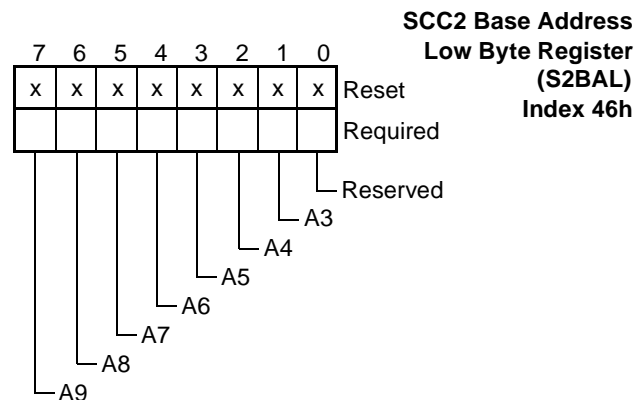 SCC2 Base Address
Low Byte Register
(S2BAL)
Index 46h
7 6 5 4 3 2 1 0
x x x x x x x x Reset
Required
Reserved
A3
A4
A5
A6
A7
A8
A9